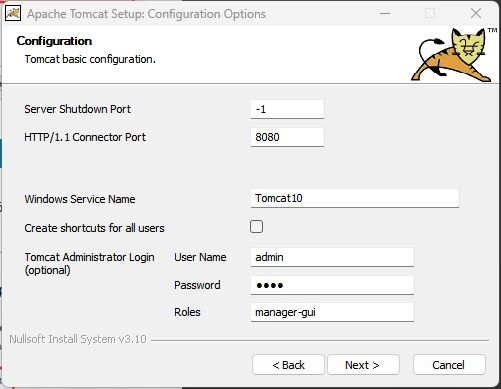 Apache Tomcat Setup: Configuration Options
Configuration
Tomcat basic configuration.
TM
Server Shutdown Port -1
HTTP/1.1 Connector Port 8080
Windows Service Name Tomcat10
Create shortcuts for all users
Tomcat Administrator Login (optional)
User Name admin
Password ●●●●
Roles manager-gui
Nullsoft Install System v3.10
< Back Next > Cancel